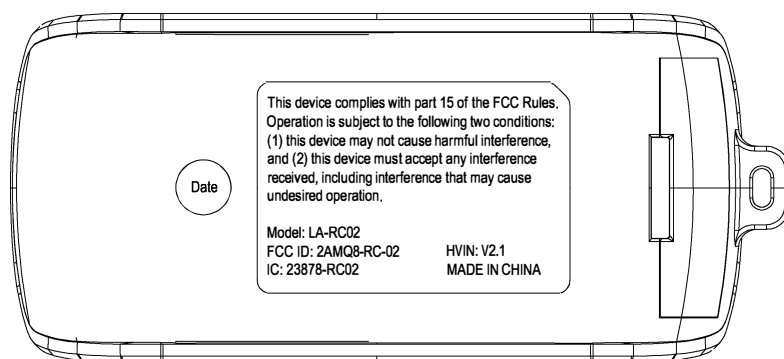 This device complies with part 15 of the FCC Rules.
Operation is subject to the following two conditions:
(1) this device may not cause harmful interference,
and (2) this device must accept any interference
received, including interference that may cause
undesired operation.
Date
Model: LA-RC02
FCC ID: 2AMQ8-RC-02 HVIN: V2.1
IC: 23878-RC02 MADE IN CHINA